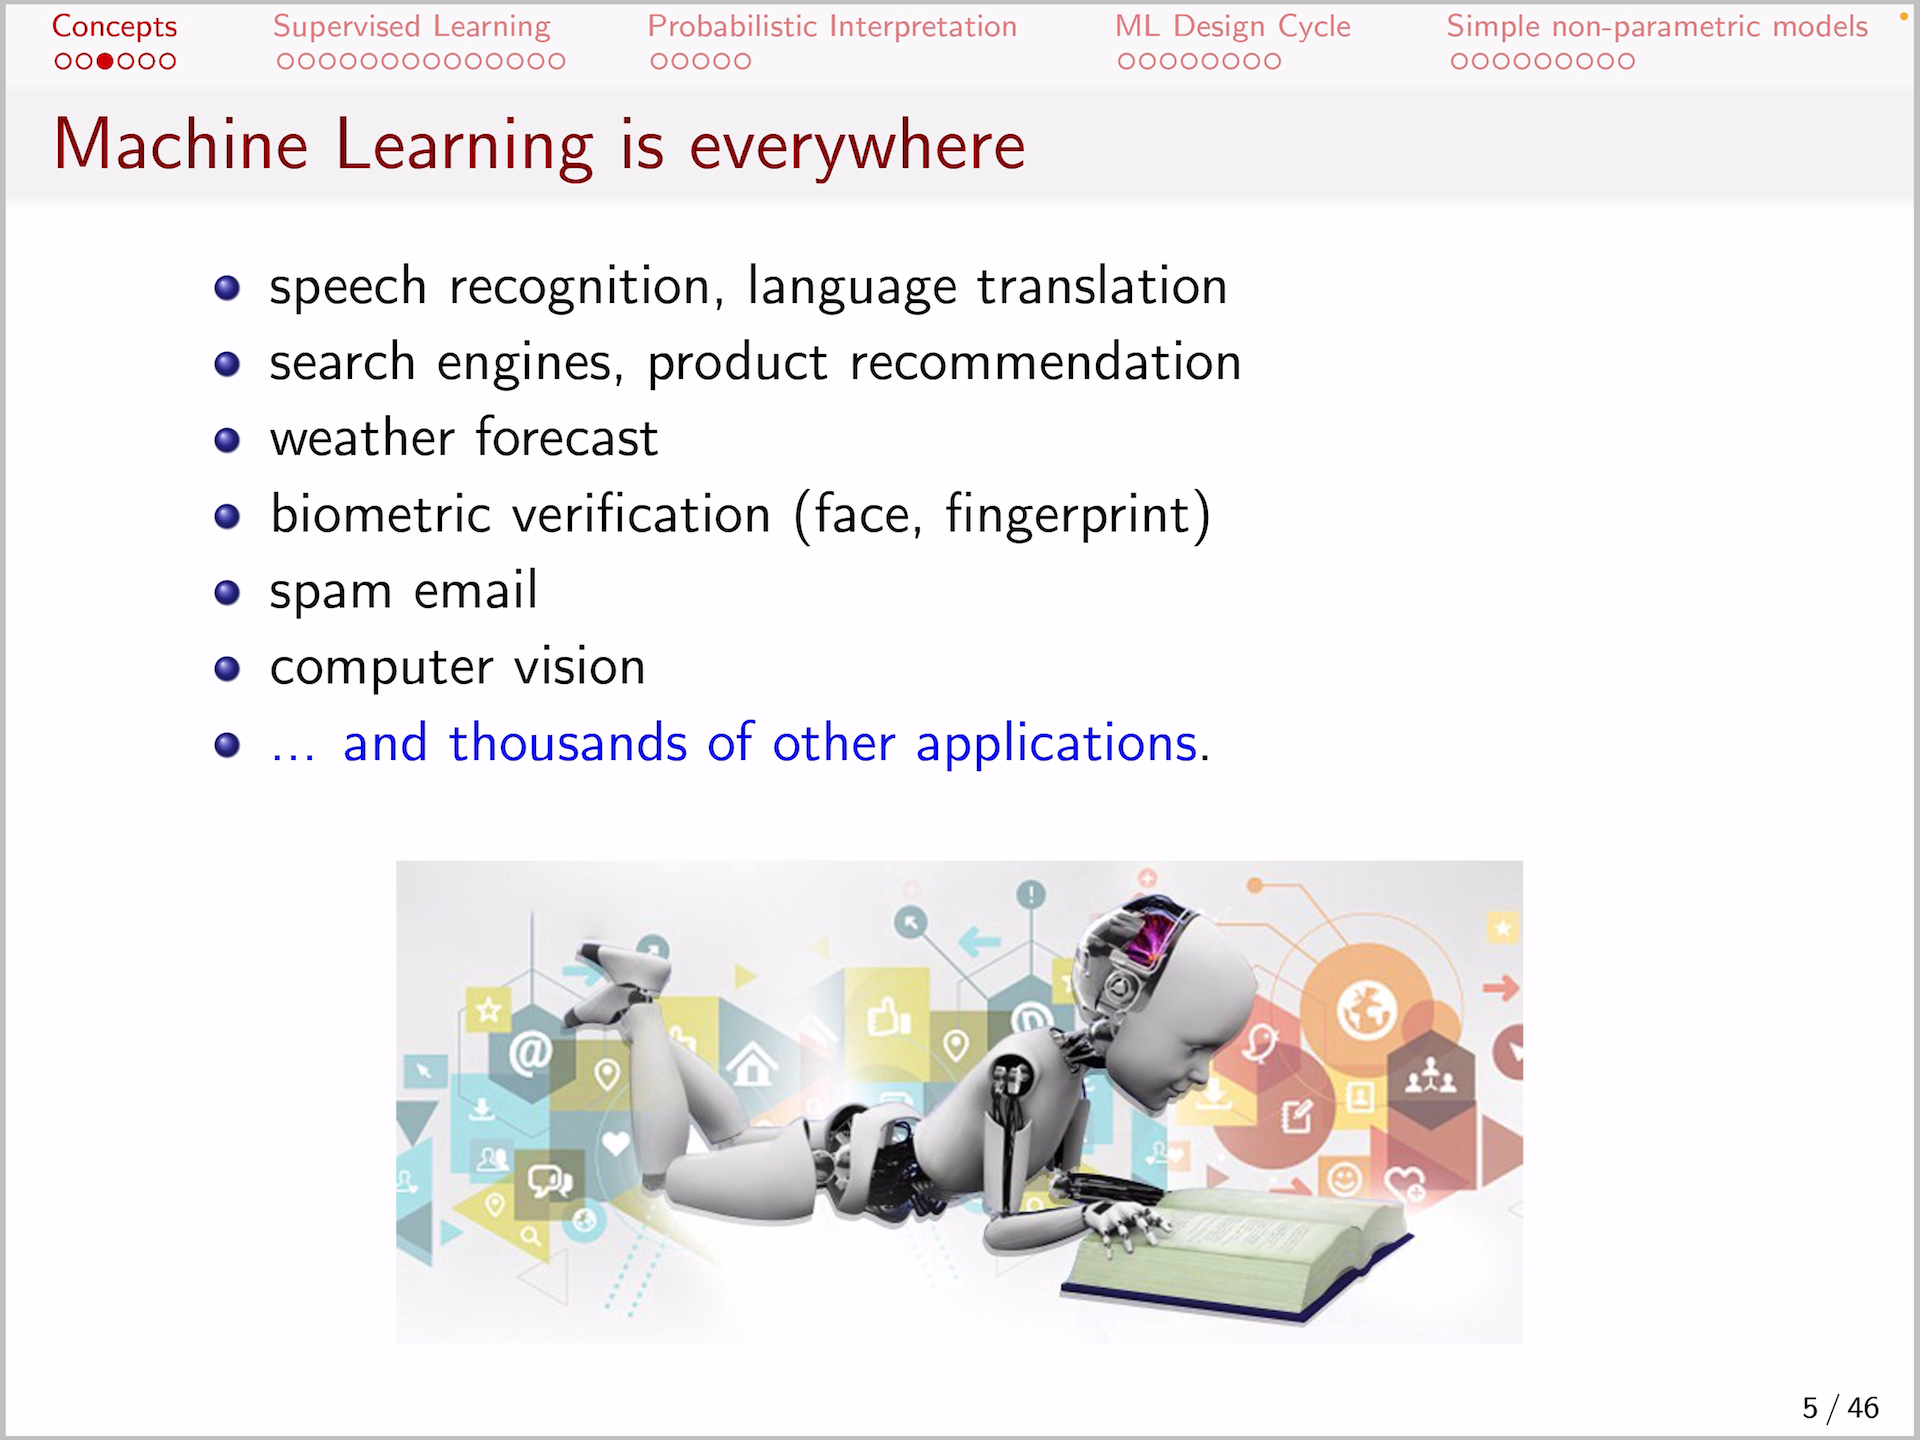 Concepts
Supervised Learning
Probabilistic Interpretation
ML Design Cycle
Simple non-parametric models
Machine Learning is everywhere
speech recognition, language translation
search engines, product recommendation
weather forecast
biometric verification (face, fingerprint)
spam email
computer vision
... and thousands of other applications.
5 / 46